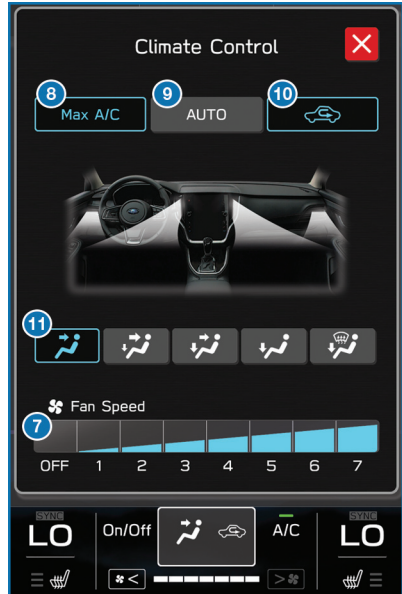 Climate Control
8 9 10
Max A/C AUTO
11
Fan Speed
7
OFF 1 2 3 4 5 6 7
SYNC SYNC
LO On/Off A/C LO
< >